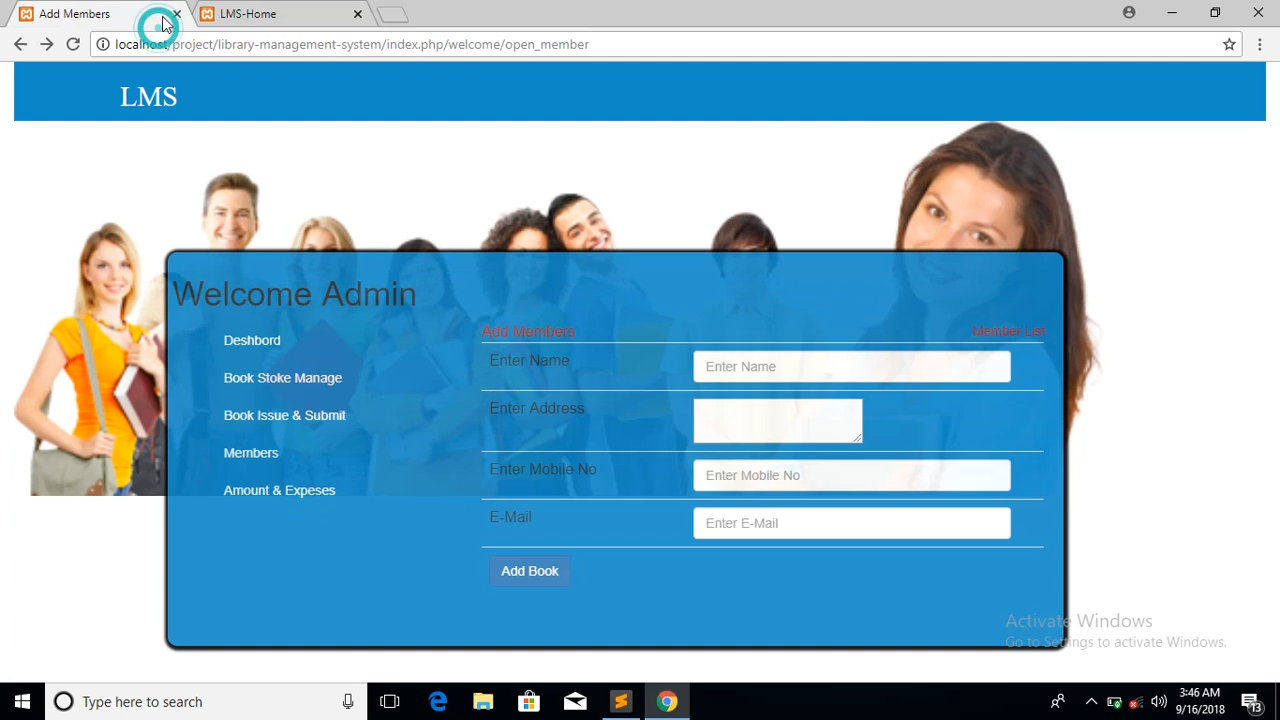 Add Members
LMS-Home
localhost/project/library-management-system/index.php/welcome/open_member
LMS
Welcome Admin
Deshbord
Book Stoke Manage
Book Issue & Submit
Members
Amount & Expeses
Add Members
Member List
Enter Name
Enter Name
Enter Address
Enter Mobile No
Enter Mobile No
E-Mail
Enter E-Mail
Add Book
Activate Windows
Go to Settings to activate Windows.
Type here to search
3:46 AM
9/16/2018
13